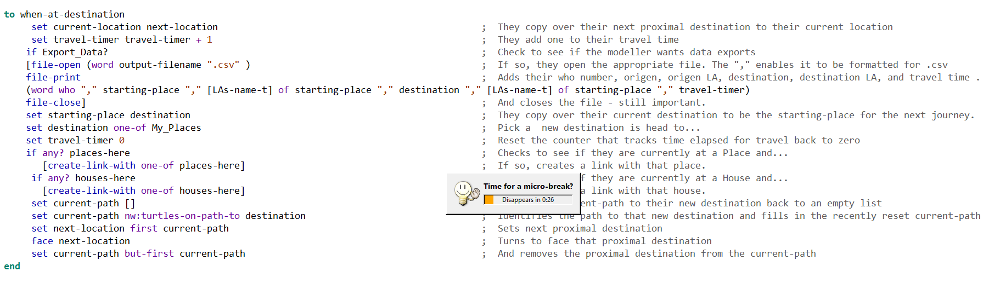 to when-at-destination
set current-location next-location ; They copy over their next proximal destination to their current location
set travel-timer travel-timer + 1 ; They add one to their travel time
if Export_Data? ; Check to see if the modeller wants data exports
[file-open (word output-filename ".csv" ) ; If so, they open the appropriate file. The "," enables it to be formatted for .csv
file-print ; Adds their who number, origen, origen LA, destination, destination LA, and travel time .
(word who "," starting-place "," [LAs-name-t] of starting-place "," destination "," [LAs-name-t] of starting-place "," travel-timer)
file-close] ; And closes the file - still important.
set starting-place destination ; They copy over their current destination to be the starting-place for the next journey.
set destination one-of My_Places ; Pick a  new destination is head to...
set travel-timer 0 ; Reset the counter that tracks time elapsed for travel back to zero
if any? places-here ; Checks to see if they are currently at a Place and...
[create-link-with one-of places-here] ; If so, creates a link with that place.
if any? houses-here f they are currently at a House and...
Time for a micro-break?
[create-link-with one-of houses-here] a link with that house.
Disappears in 0:26
set current-path [] ent-path to their new destination back to an empty list
set current-path nw:turtles-on-path-to destination ; Identifies the path to that new destination and fills in the recently reset current-path
set next-location first current-path ; Sets next proximal destination
face next-location ; Turns to face that proximal destination
set current-path but-first current-path ; And removes the proximal destination from the current-path
end